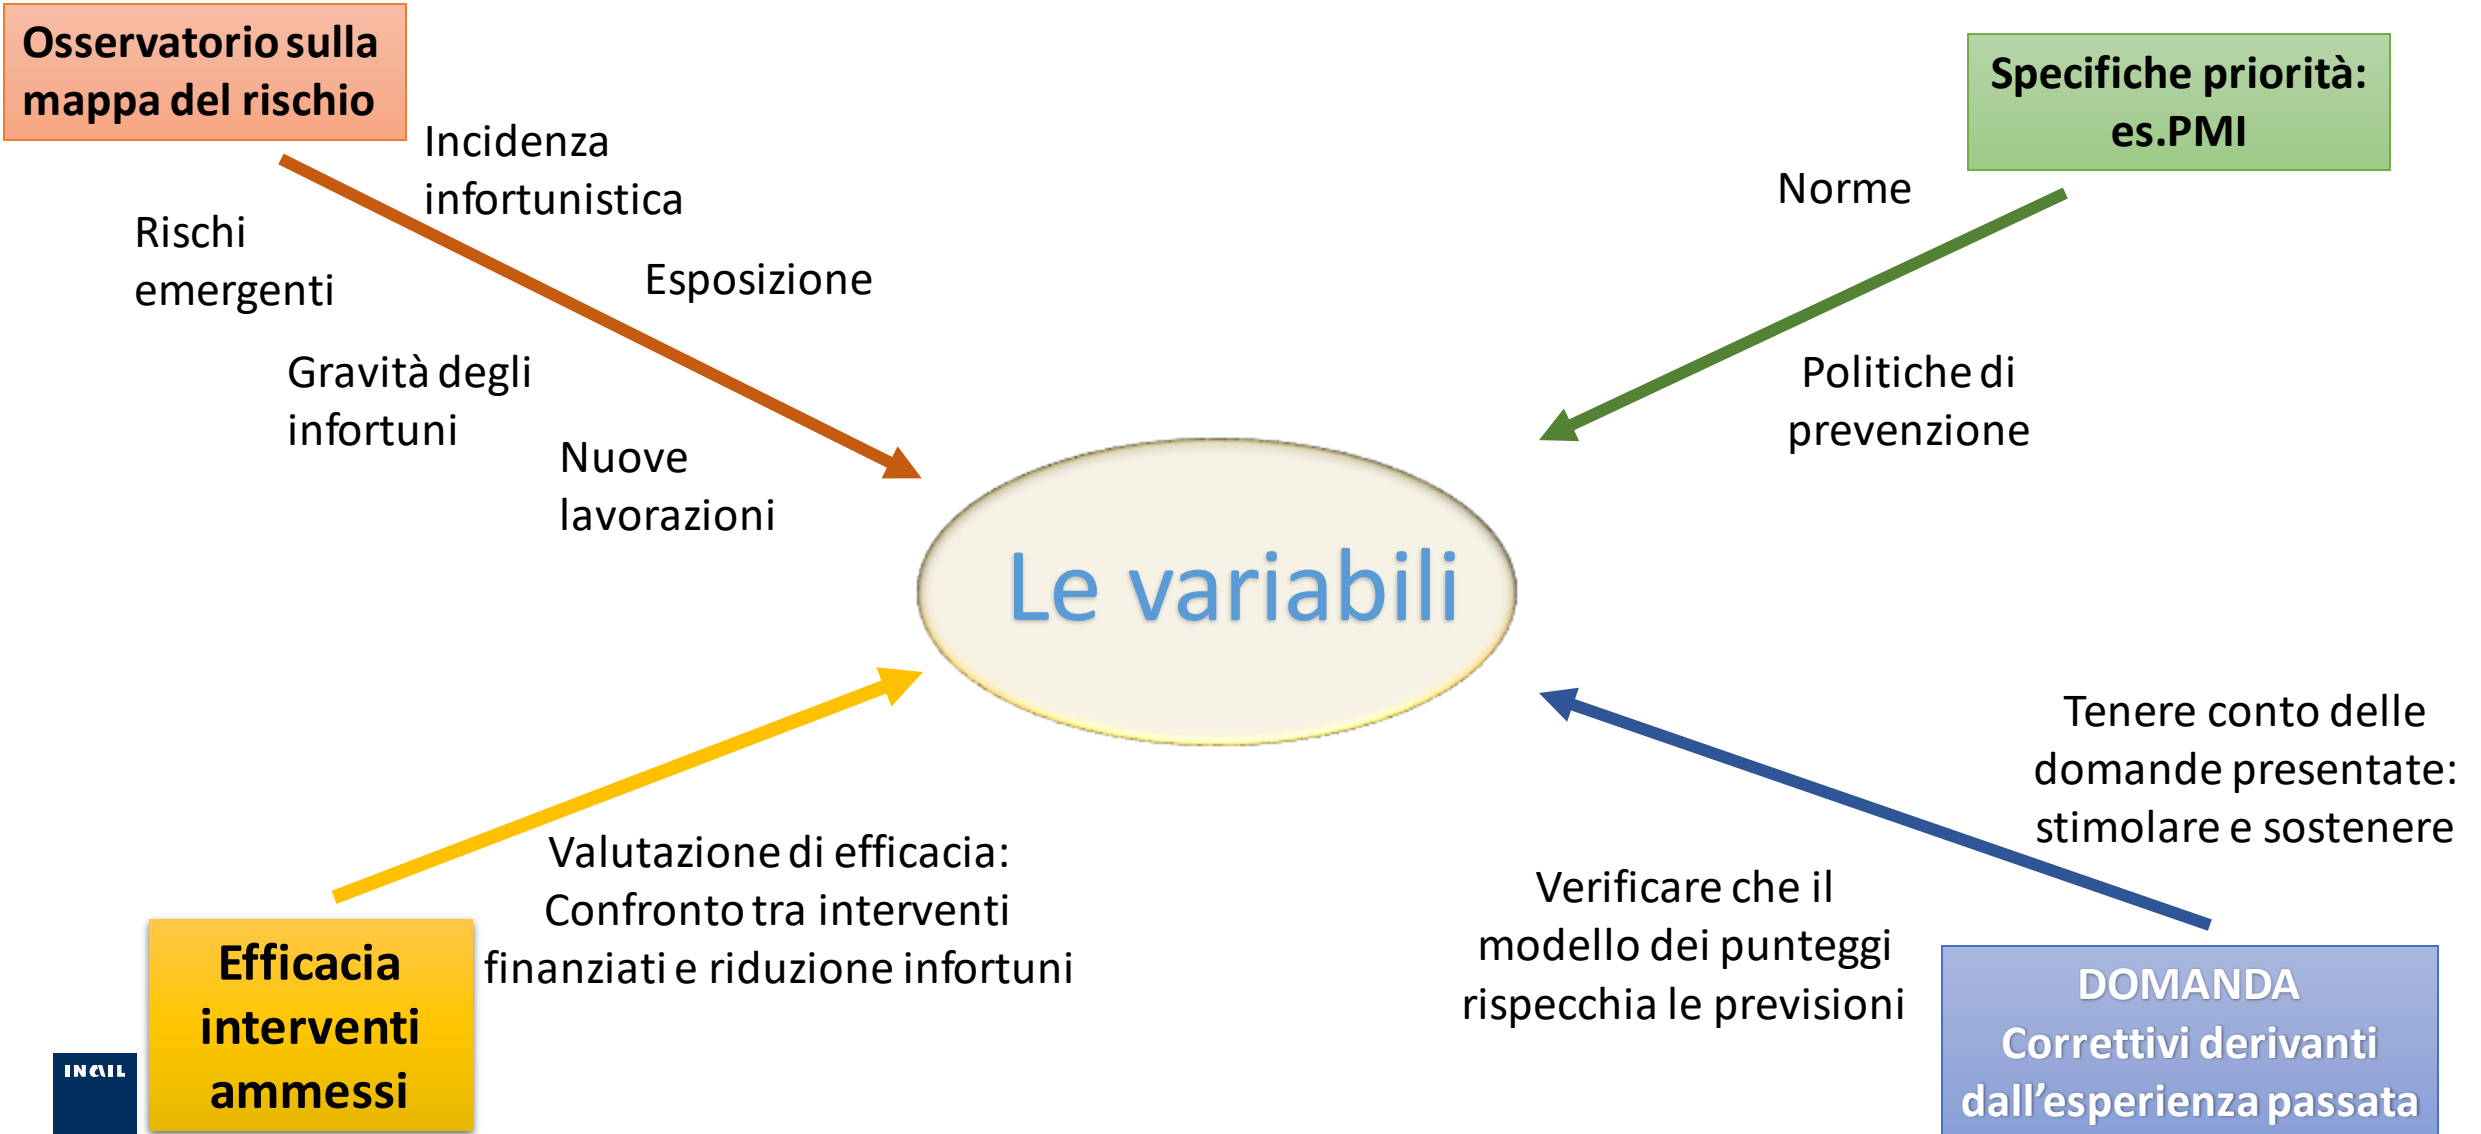 Osservatorio sulla
mappa del rischio
Incidenza
infortunistica
Rischi
emergenti
Esposizione
Gravità degli
infortuni
Nuove
lavorazioni
Specifiche priorità:
es.PMI
Norme
Politiche di
prevenzione
Le variabili
Valutazione di efficacia:
Confronto tra interventi
finanziati e riduzione infortuni
Efficacia
interventi
ammessi
INAIL
Tenere conto delle
domande presentate:
stimolare e sostenere
Verificare che il
modello dei punteggi
rispecchia le previsioni
DOMANDA
Correttivi derivanti
dall’esperienza passata